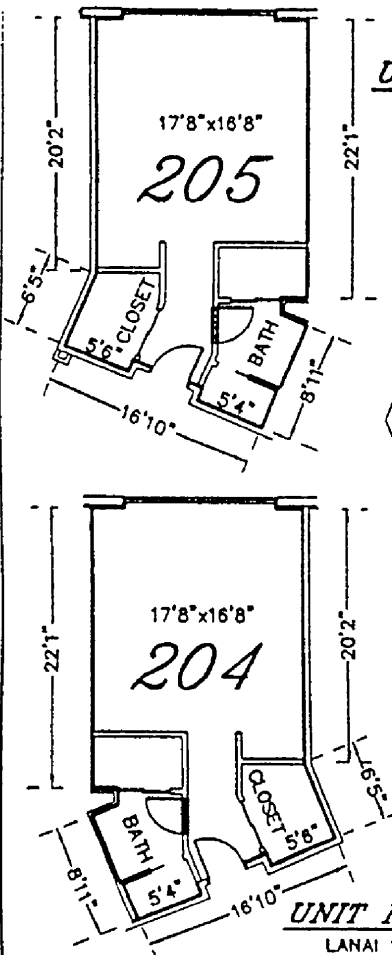 U
17'8"x16'8"
205
20'2"
22'1"
6'5"
CLOSET
5'6"
BATH
5'4"
8'11"
16'10"
17'8"x16'8"
204
22'1"
20'2"
CLOSET
5'6"
6'5"
BATH
5'4"
8'11"
16'10"
UNIT
LANAI